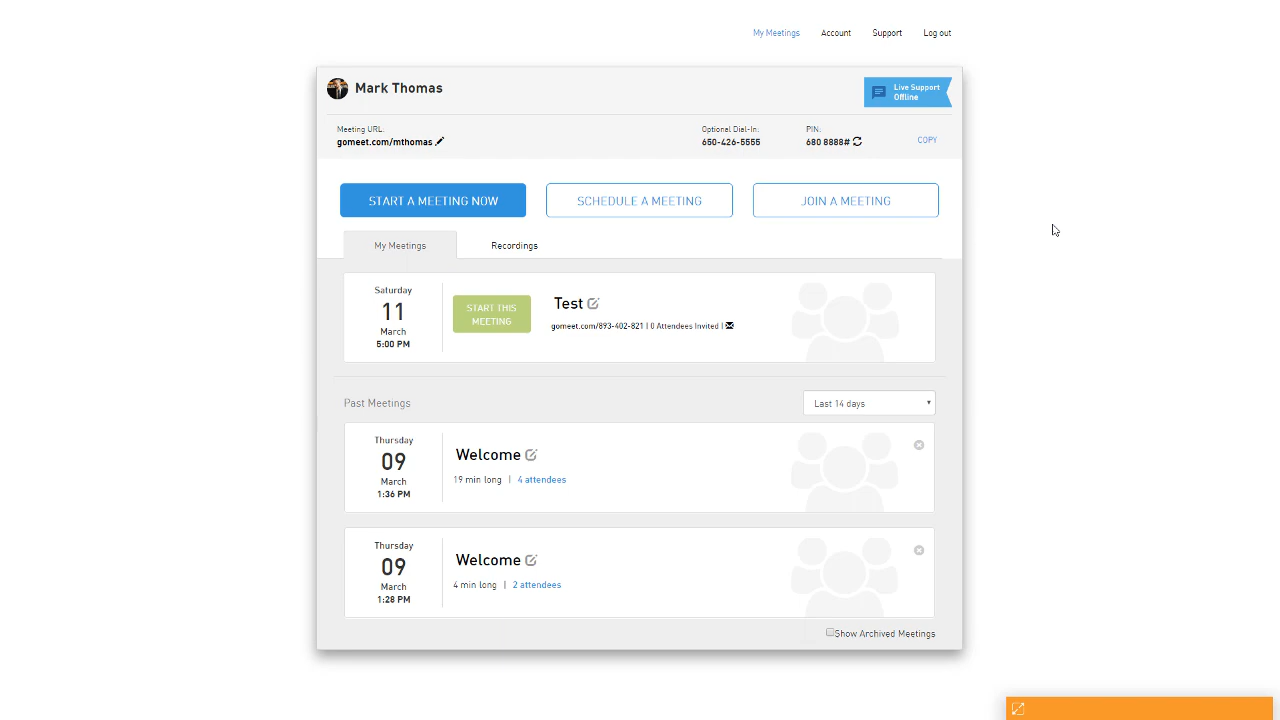 My Meetings Account Support Log out
Mark Thomas
Live Support
Offline
Meeting URL:
gomeet.com/mthomas
Optional Dial-In:
650-426-5555
PIN:
680 8888#
COPY
START A MEETING NOW
SCHEDULE A MEETING
JOIN A MEETING
My Meetings
Recordings
Saturday
11
March
5:00 PM
START THIS
MEETING
Test
gomeet.com/893-402-821 | 0 Attendees Invited |
Past Meetings
Last 14 days
Thursday
09
March
1:36 PM
Welcome
19 min long | 4 attendees
Thursday
09
March
1:28 PM
Welcome
4 min long | 2 attendees
Show Archived Meetings